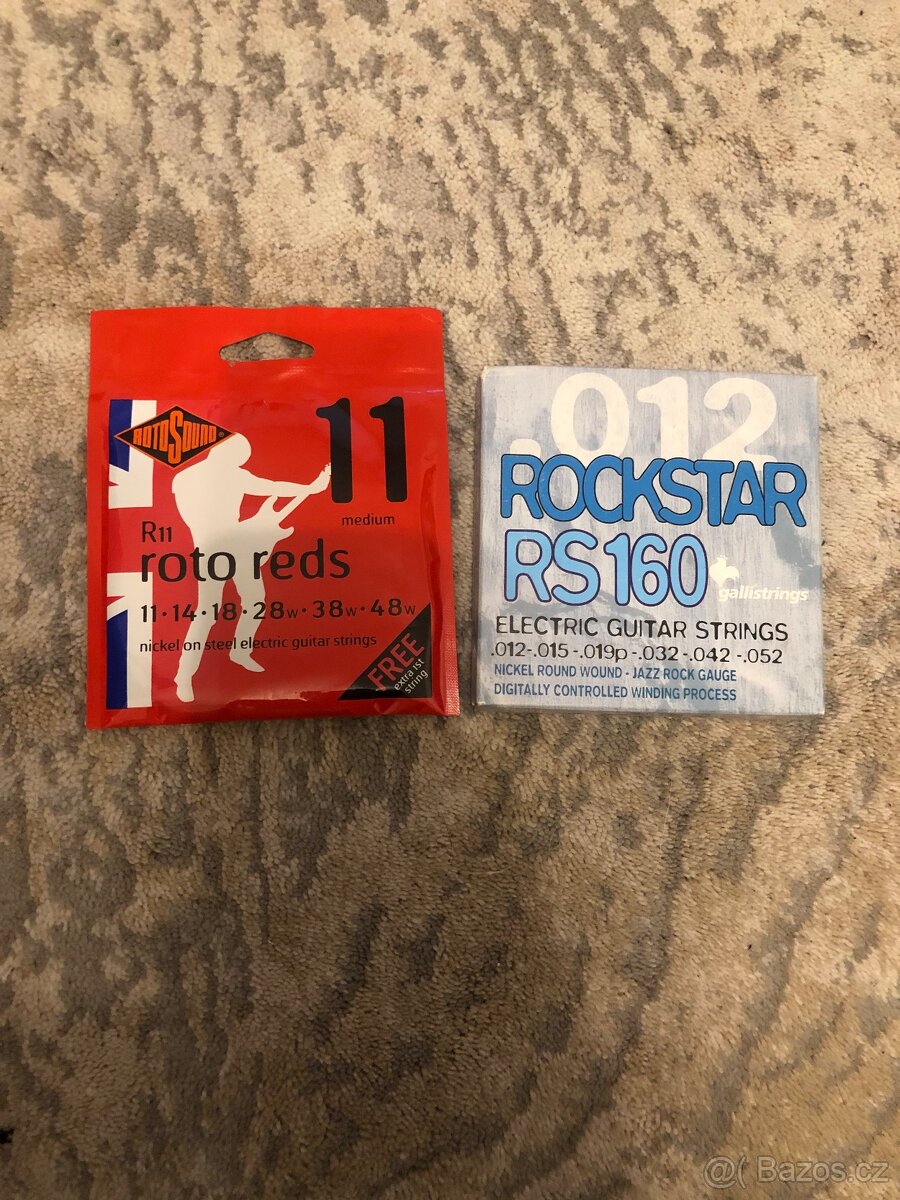 ROTOSOUND
11
medium
R11
roto reds
11・14・18・28w・38w・48w
nickel on steel electric guitar strings
FREE
extra 1st
string
.012
ROCKSTAR
RS160
gallistrings
ELECTRIC GUITAR STRINGS
.012-.015-.019p-.032-.042-.052
NICKEL ROUND WOUND - JAZZ ROCK GAUGE
DIGITALLY CONTROLLED WINDING PROCESS
@( Bazos.cz